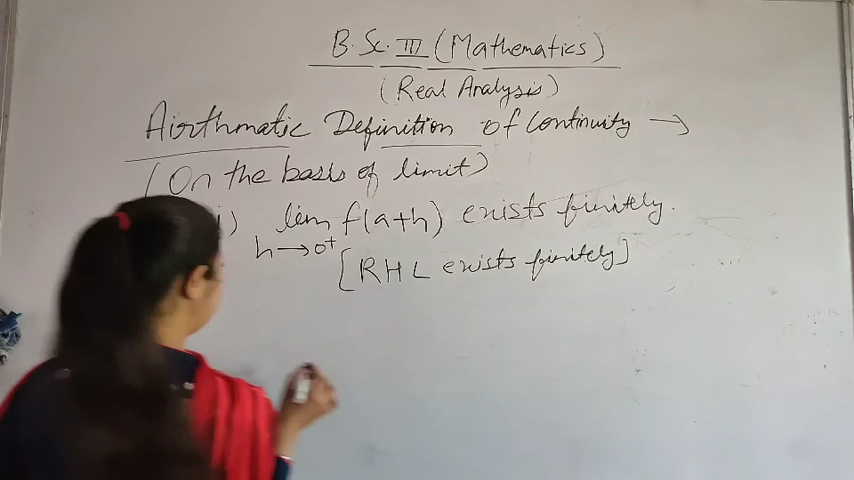 B.Sc. III (Mathematics)
(Real Analysis)
Airthmatic Definition of Continuity →
(On the basis of limit)
i) lim f(a+h) exists finitely.
h → 0+
[RHL exists finitely]